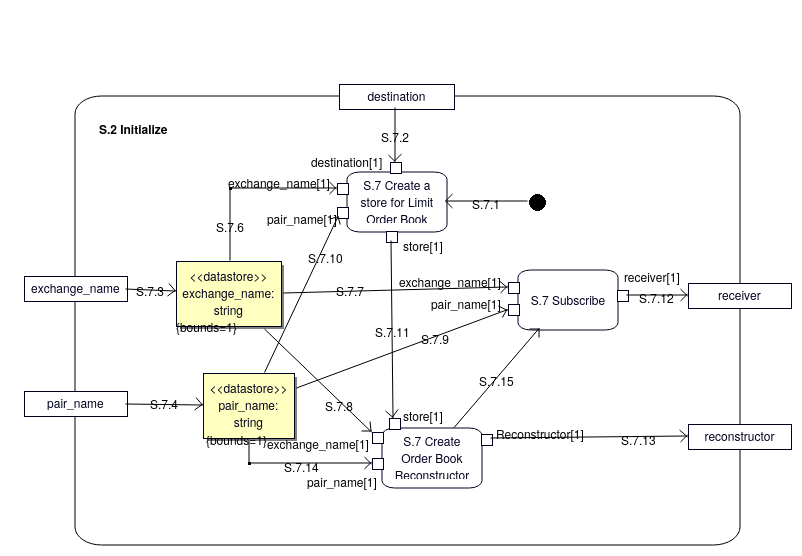 destination
S.2 Initialize
S.7.2
destination[1]
exchange_name[1]
S.7 Create a
store for Limit
Order Book
S.7.1
pair_name[1]
S.7.6
store[1]
S.7.10
<<datastore>>
exchange_name:
string
{bounds=1}
exchange_name
S.7.3
S.7.7
exchange_name[1]
pair_name[1]
S.7 Subscribe
receiver[1]
S.7.12
receiver
S.7.11
S.7.9
<<datastore>>
pair_name:
string
{bounds=1}
pair_name
S.7.4
S.7.8
S.7.15
store[1]
exchange_name[1]
S.7.14
pair_name[1]
S.7 Create
Order Book
Reconstructor
Reconstructor[1]
S.7.13
reconstructor